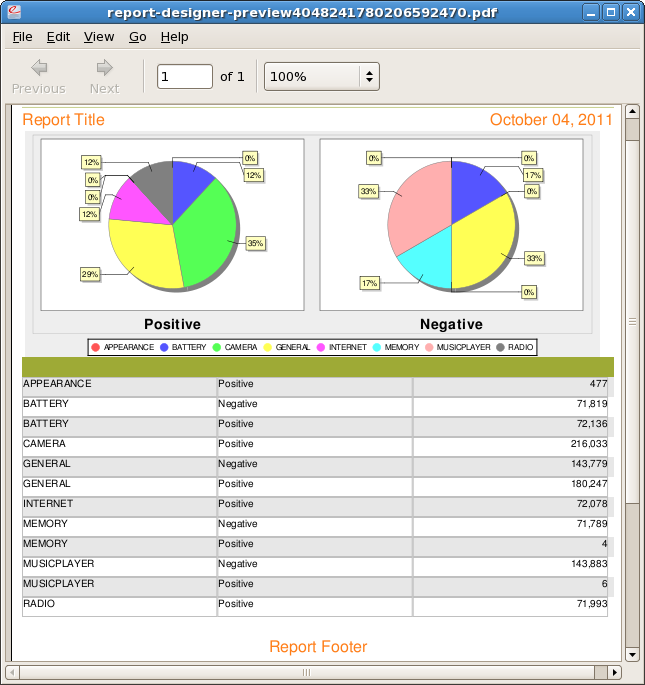 report-designer-preview4048241780206592470.pdf
File Edit View Go Help
Previous Next 1 of 1 100%
Report Title October 04, 2011
12% 0% 12% 0% 0% 12% 35% 29%
0% 0% 17% 0% 33% 33% 17% 0%
Positive Negative
APPEARANCE BATTERY CAMERA GENERAL INTERNET MEMORY MUSICPLAYER RADIO
APPEARANCE Positive 477
BATTERY Negative 71,819
BATTERY Positive 72,136
CAMERA Positive 216,033
GENERAL Negative 143,779
GENERAL Positive 180,247
INTERNET Positive 72,078
MEMORY Negative 71,789
MEMORY Positive 4
MUSICPLAYER Negative 143,883
MUSICPLAYER Positive 6
RADIO Positive 71,993
Report Footer